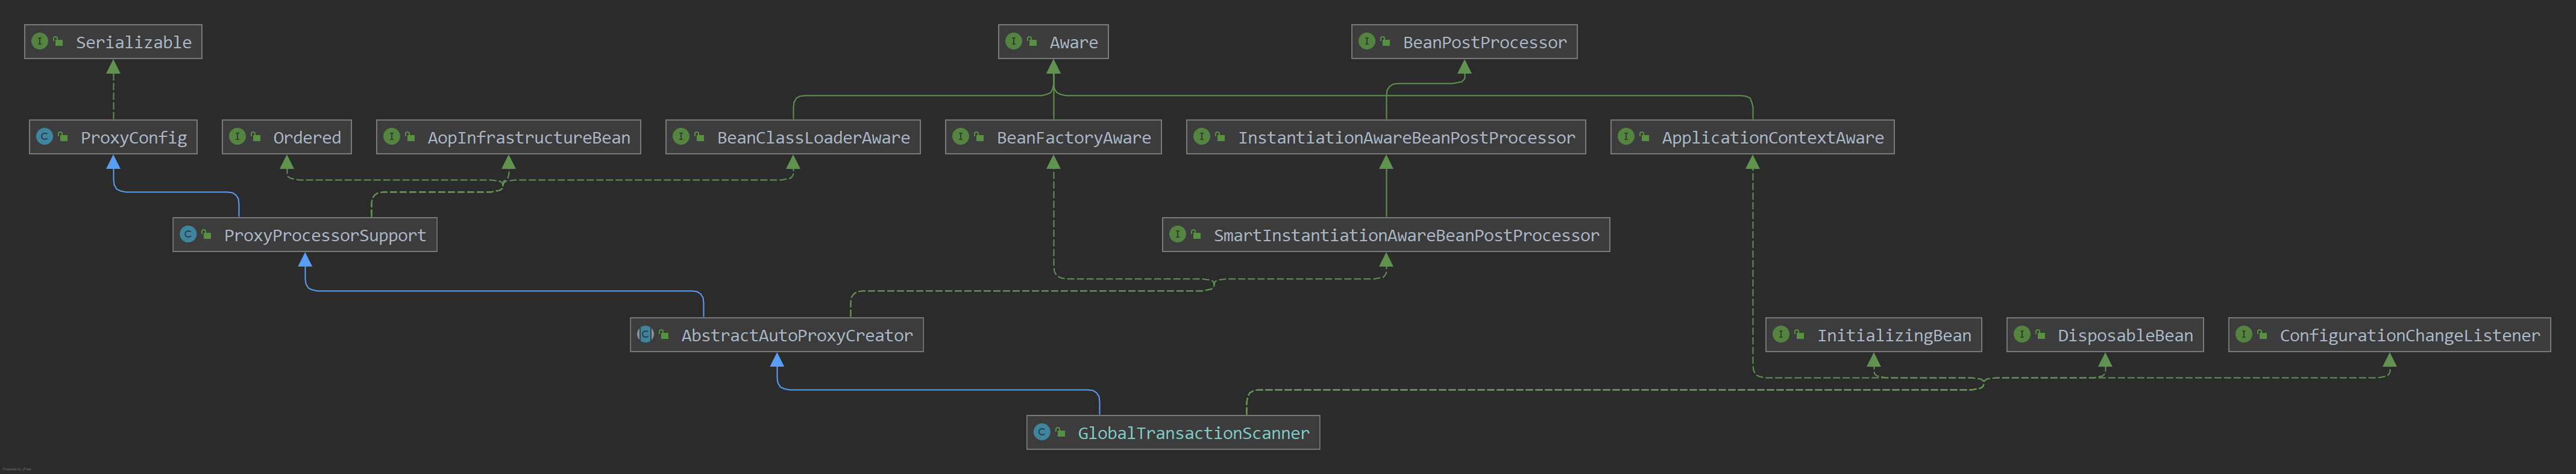 Serializable
Aware
BeanPostProcessor
ProxyConfig
Ordered
AopInfrastructureBean
BeanClassLoaderAware
BeanFactoryAware
InstantiationAwareBeanPostProcessor
ApplicationContextAware
ProxyProcessorSupport
SmartInstantiationAwareBeanPostProcessor
AbstractAutoProxyCreator
InitializingBean
DisposableBean
ConfigurationChangeListener
GlobalTransactionScanner